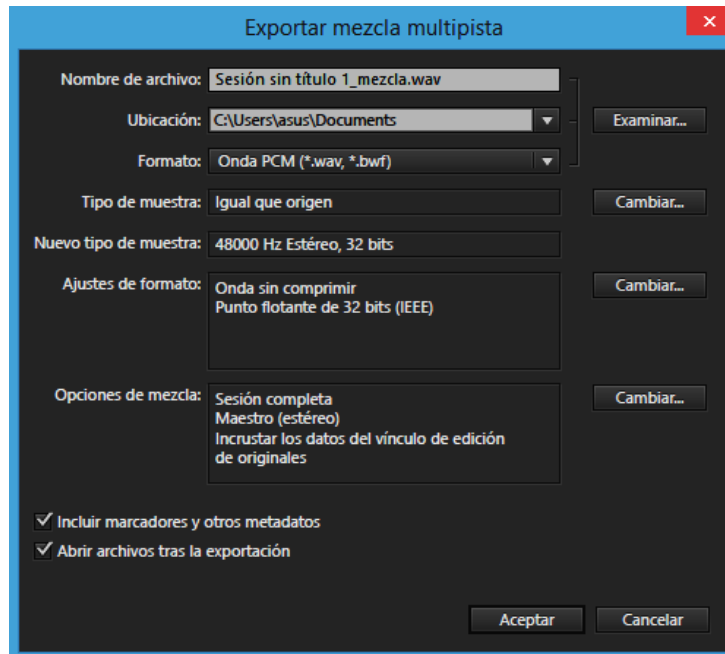 Exportar mezcla multipista
Nombre de archivo: Sesión sin título 1_mezcla.wav
Ubicación: C:\Users\asus\Documents Examinar...
Formato: Onda PCM (*.wav, *.bwf)
Tipo de muestra: Igual que origen Cambiar...
Nuevo tipo de muestra: 48000 Hz Estéreo, 32 bits
Ajustes de formato: Onda sin comprimir Cambiar...
Punto flotante de 32 bits (IEEE)
Opciones de mezcla: Sesión completa Cambiar...
Maestro (estéreo)
Incrustar los datos del vínculo de edición
de originales
Incluir marcadores y otros metadatos
Abrir archivos tras la exportación
Aceptar Cancelar